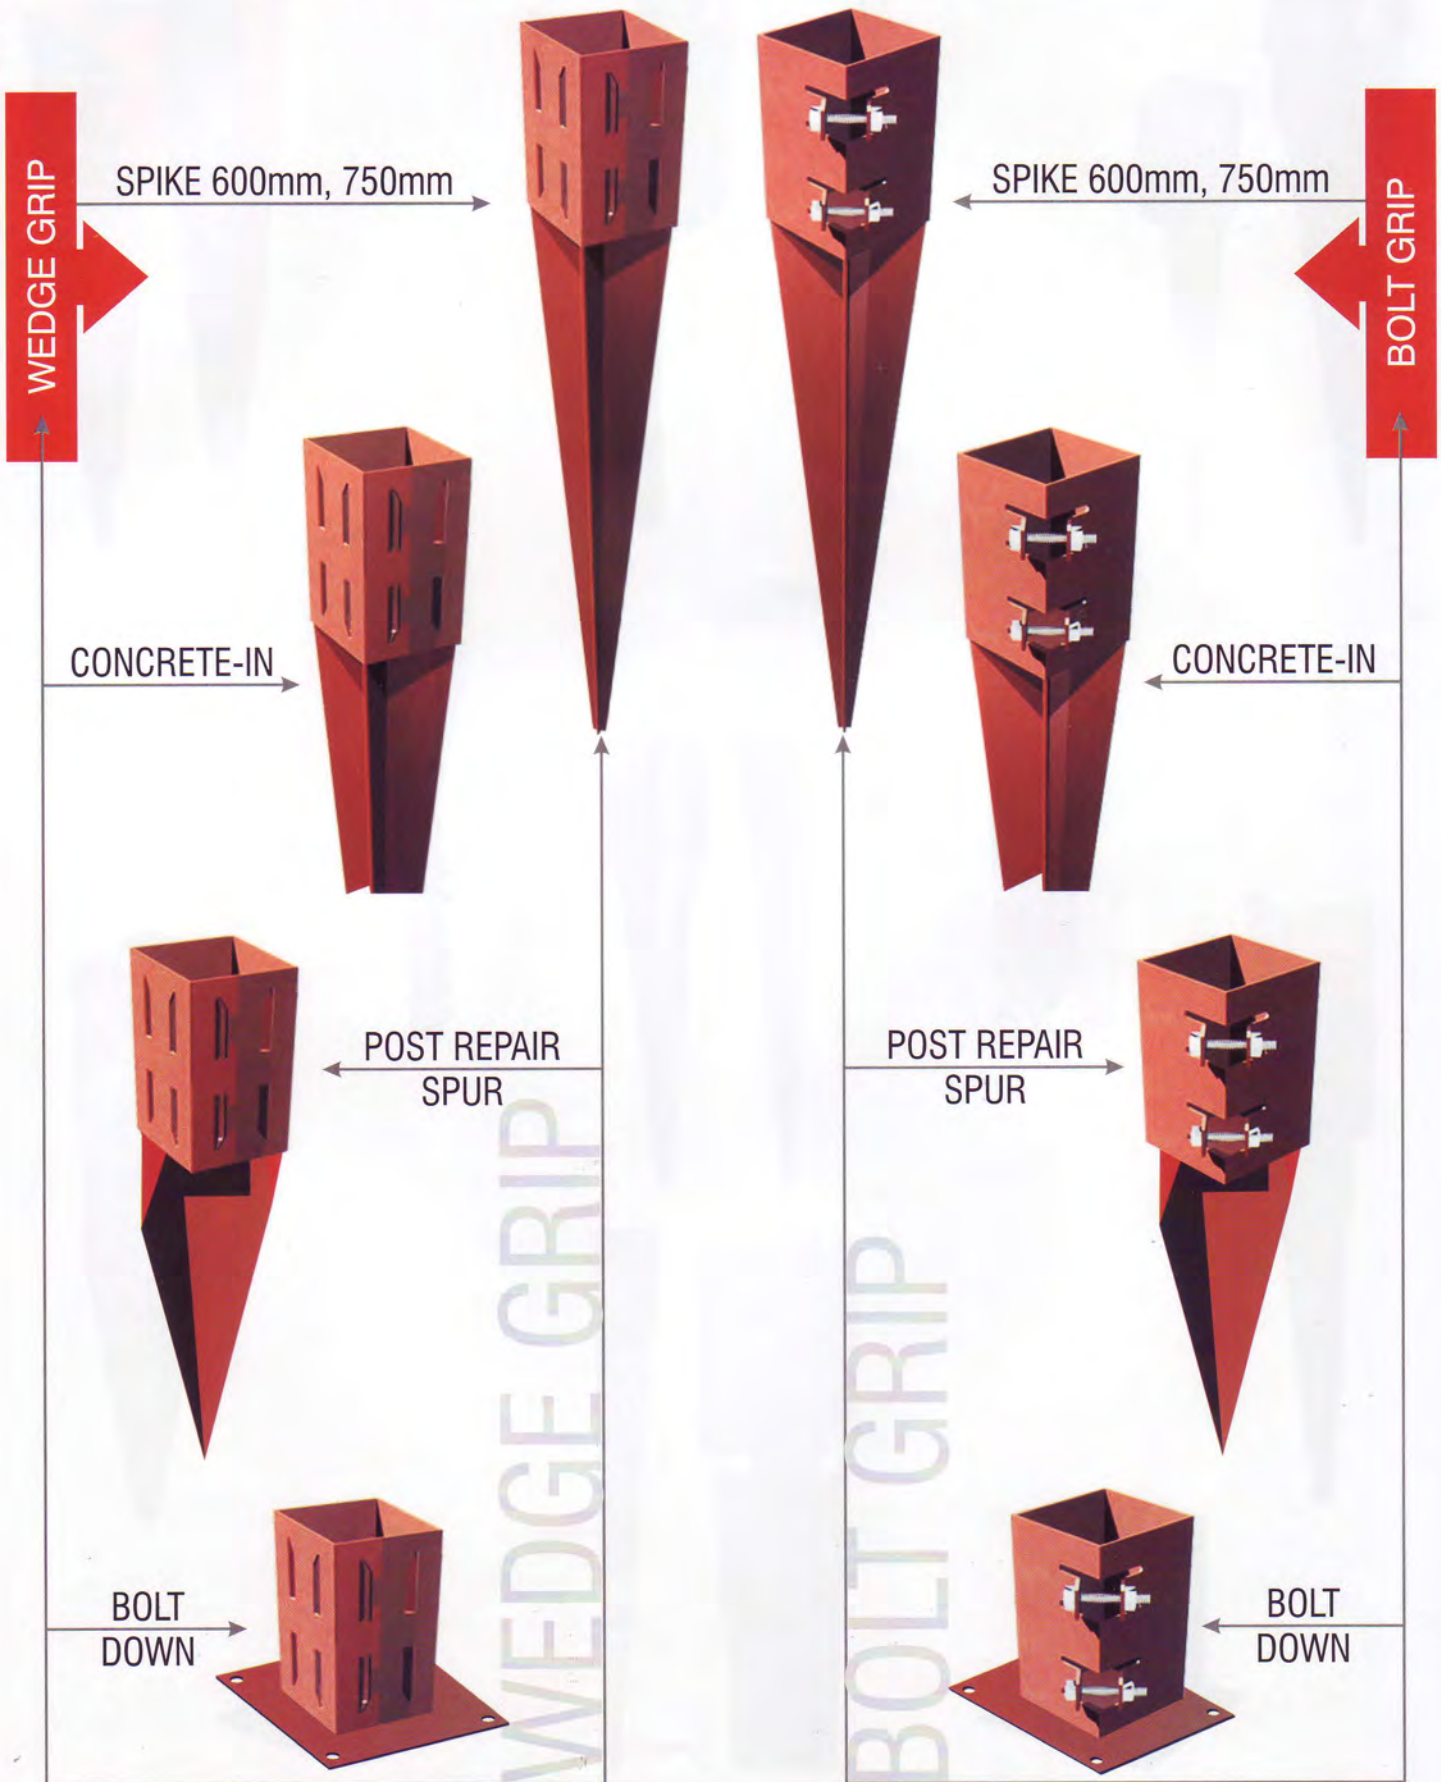 WEDGE GRIP
SPIKE 600mm, 750mm
SPIKE 600mm, 750mm
BOLT GRIP
CONCRETE-IN
CONCRETE-IN
POST REPAIR
SPUR
POST REPAIR
SPUR
WEDGE GRIP
BOLT GRIP
BOLT
DOWN
BOLT
DOWN